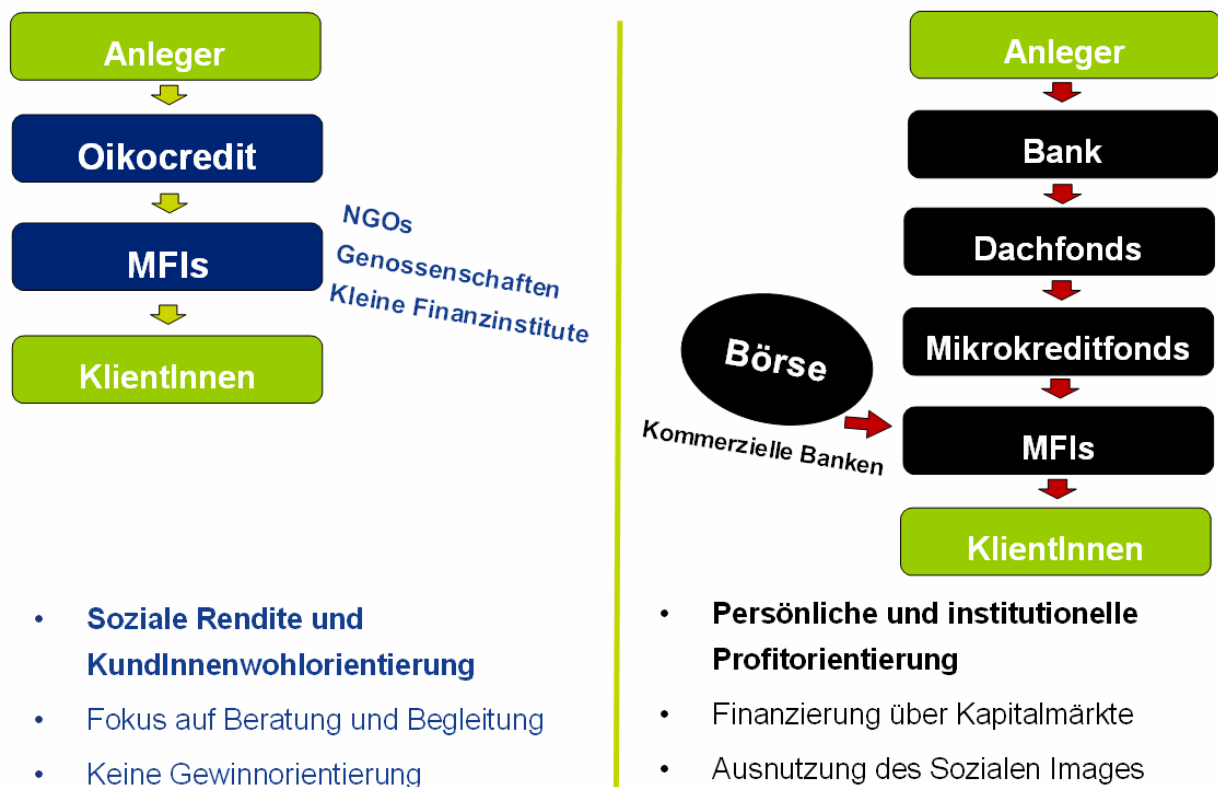 Anleger
Oikocredit
MFIs
NGOs
Genossenschaften
Kleine Finanzinstitute
KlientInnen
• Soziale Rendite und
KundInnenwohlorientierung
• Fokus auf Beratung und Begleitung
• Keine Gewinnorientierung
Anleger
Bank
Dachfonds
Mikrokreditfonds
Börse
Kommerzielle Banken
MFIs
KlientInnen
• Persönliche und institutionelle
Profitorientierung
• Finanzierung über Kapitalmärkte
• Ausnutzung des Sozialen Images